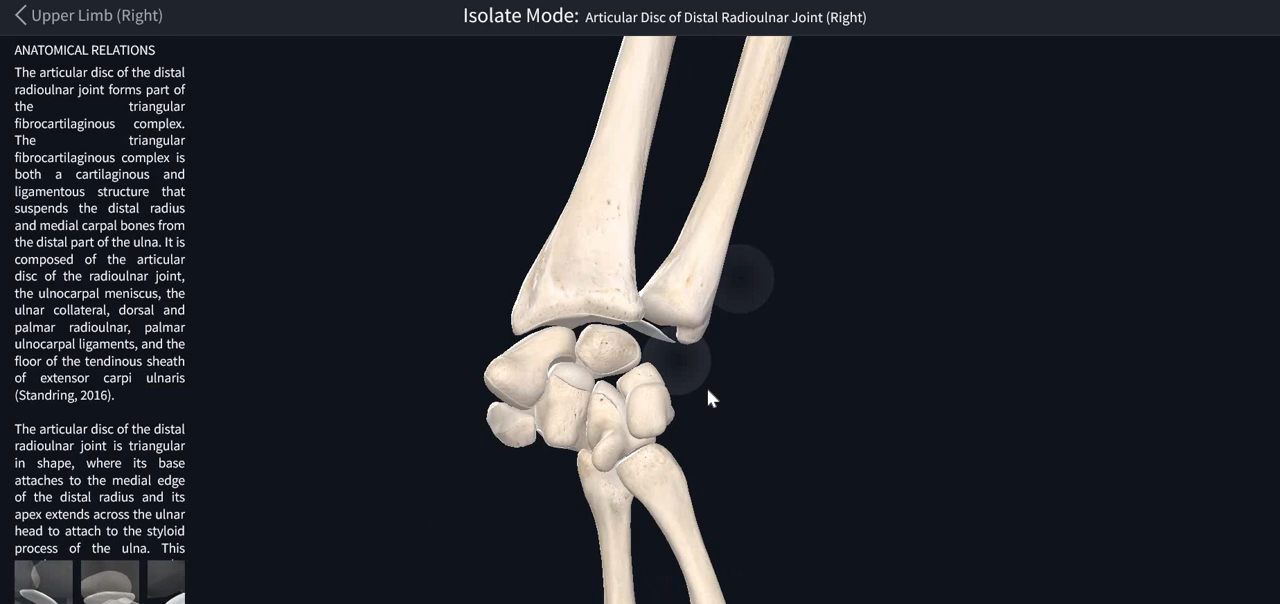 Upper Limb (Right)
Isolate Mode: Articular Disc of Distal Radioulnar Joint (Right)
ANATOMICAL RELATIONS
The articular disc of the distal
radioulnar joint forms part of
the triangular
fibrocartilaginous complex.
The triangular
fibrocartilaginous complex is
both a cartilaginous and
ligamentous structure that
suspends the distal radius
and medial carpal bones from
the distal part of the ulna. It is
composed of the articular
disc of the radioulnar joint,
the ulnocarpal meniscus, the
ulnar collateral, dorsal and
palmar radioulnar, palmar
ulnocarpal ligaments, and the
floor of the tendinous sheath
of extensor carpi ulnaris
(Standring, 2016).
The articular disc of the distal
radioulnar joint is triangular
in shape, where its base
attaches to the medial edge
of the distal radius and its
apex extends across the ulnar
head to attach to the styloid
process of the ulna. This